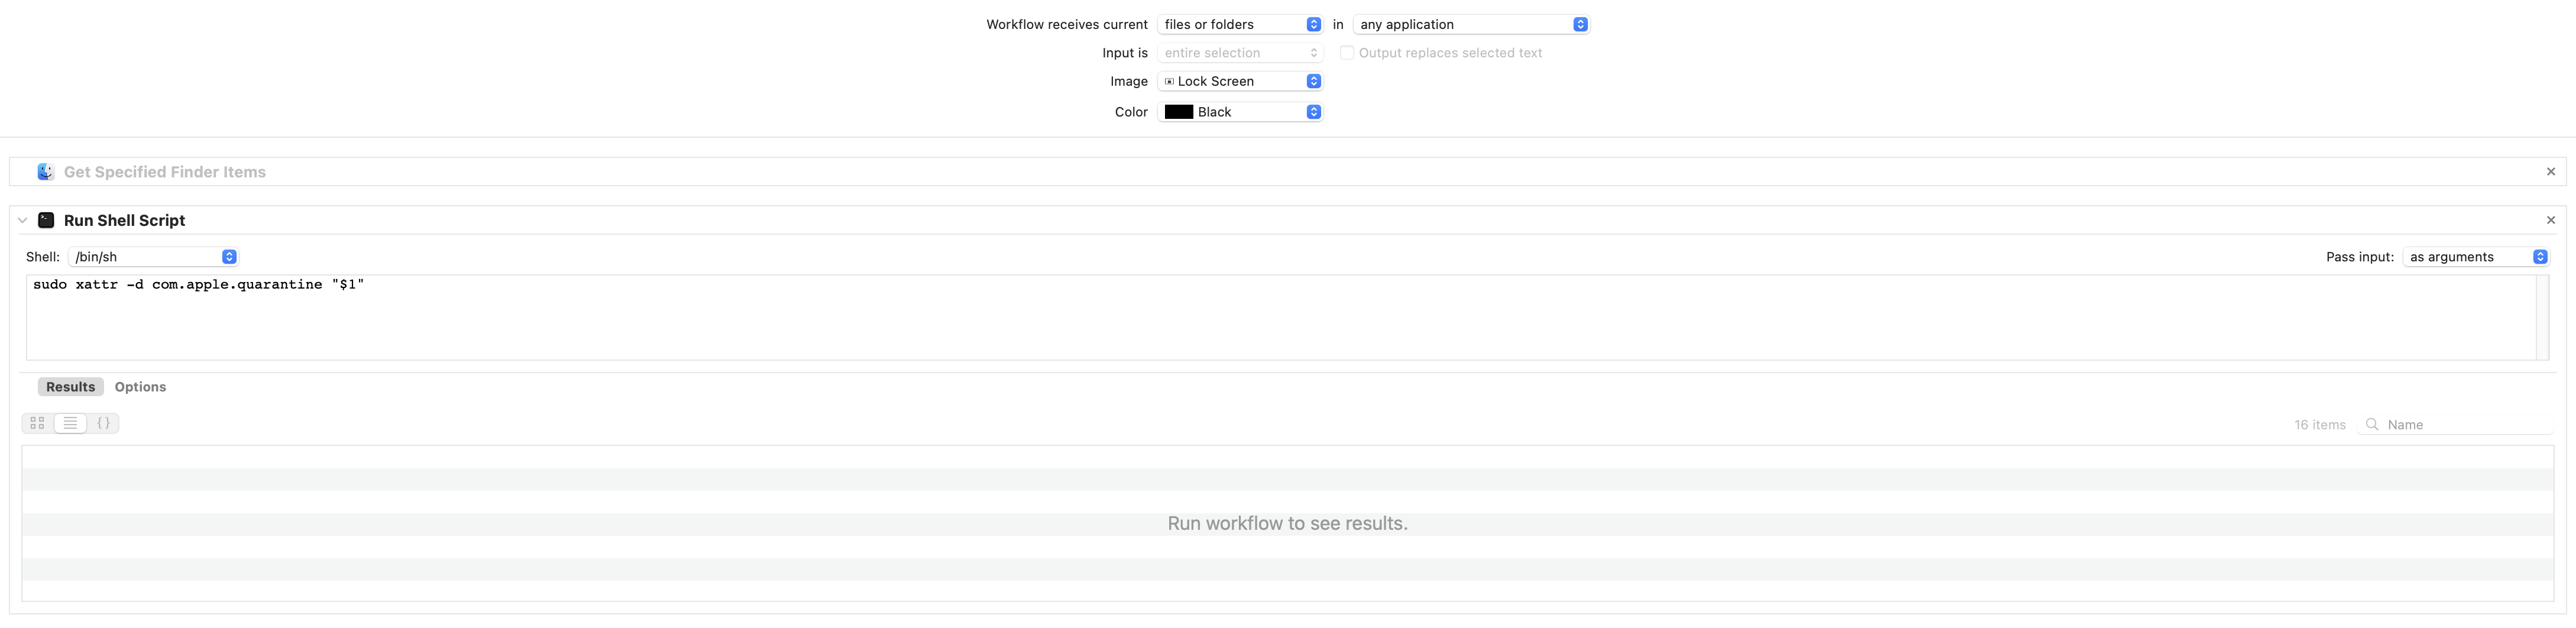 Workflow receives current files or folders in any application
Input is entire selection Output replaces selected text
Image Lock Screen
Color Black
Get Specified Finder Items
Run Shell Script
Shell: /bin/sh Pass input: as arguments
sudo xattr -d com.apple.quarantine "$1"
Results Options
{} 16 items Name
Run workflow to see results.